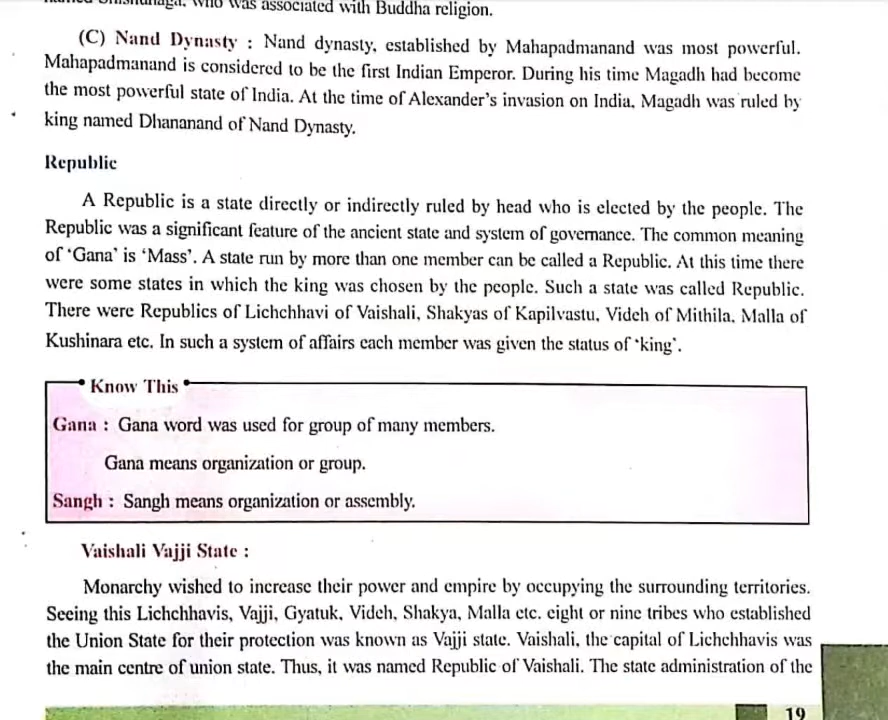 who was associated with Buddha religion.
(C) Nand Dynasty : Nand dynasty, established by Mahapadmanand was most powerful.
Mahapadmanand is considered to be the first Indian Emperor. During his time Magadh had become
the most powerful state of India. At the time of Alexander's invasion on India, Magadh was ruled by
king named Dhananand of Nand Dynasty.
Republic
A Republic is a state directly or indirectly ruled by head who is elected by the people. The
Republic was a significant feature of the ancient state and system of governance. The common meaning
of 'Gana' is 'Mass'. A state run by more than one member can be called a Republic. At this time there
were some states in which the king was chosen by the people. Such a state was called Republic.
There were Republics of Lichchhavi of Vaishali, Shakyas of Kapilvastu, Videh of Mithila, Malla of
Kushinara etc. In such a system of affairs each member was given the status of 'king'.
Know This
Gana : Gana word was used for group of many members.
Gana means organization or group.
Sangh : Sangh means organization or assembly.
Vaishali Vajji State :
Monarchy wished to increase their power and empire by occupying the surrounding territories.
Seeing this Lichchhavis, Vajji, Gyatuk, Videh, Shakya, Malla etc. eight or nine tribes who established
the Union State for their protection was known as Vajji state. Vaishali, the capital of Lichchhavis was
the main centre of union state. Thus, it was named Republic of Vaishali. The state administration of the
19